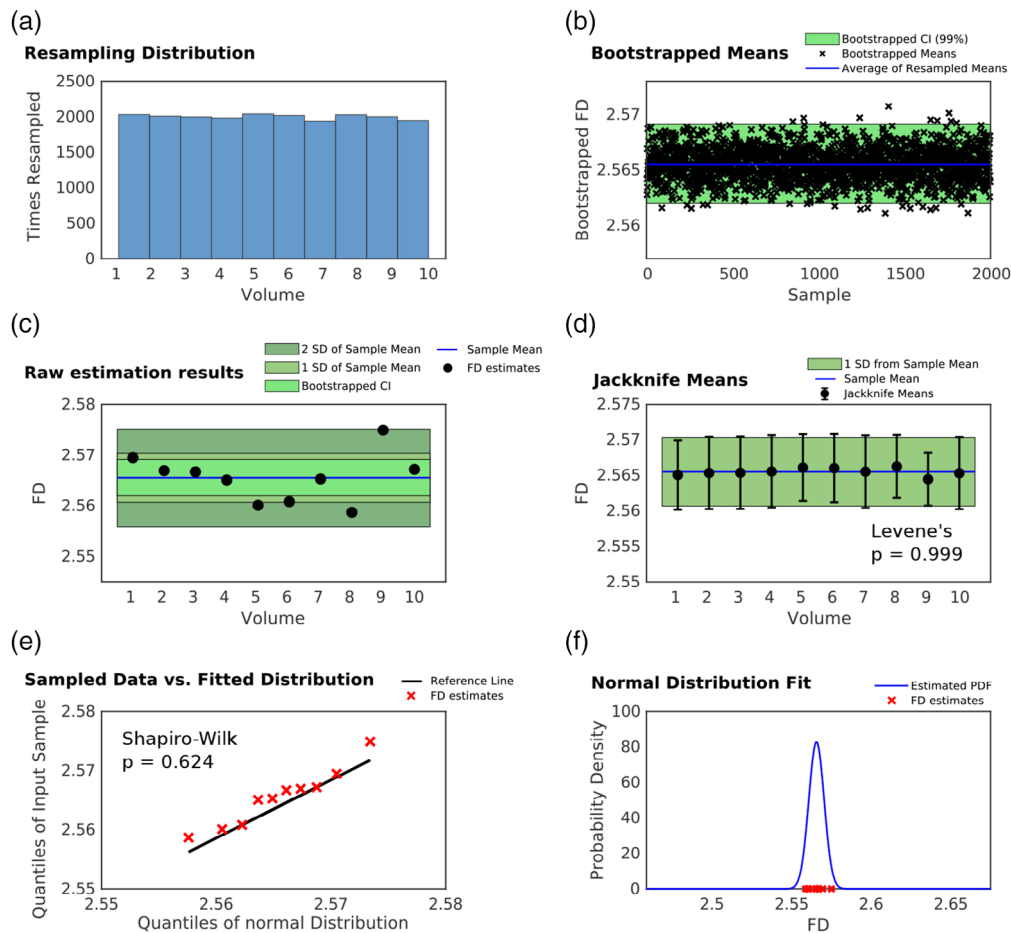 (a)
Resampling Distribution
2500
2000
1500
1000
500
0
Times Resampled
1 2 3 4 5 6 7 8 9 10
Volume
(b)
Bootstrapped Means
Bootstrapped CI (99%)
Bootstrapped Means
Average of Resampled Means
2.57
2.565
2.56
Bootstrapped FD
0 500 1000 1500 2000
Sample
(c)
Raw estimation results
2 SD of Sample Mean
1 SD of Sample Mean
Bootstrapped CI
Sample Mean
FD estimates
2.58
2.57
2.56
2.55
FD
1 2 3 4 5 6 7 8 9 10
Volume
(d)
Jackknife Means
1 SD from Sample Mean
Sample Mean
Jackknife Means
2.575
2.57
2.565
2.56
2.555
2.55
FD
Levene's
p = 0.999
1 2 3 4 5 6 7 8 9 10
Volume
(e)
Sampled Data vs. Fitted Distribution
Reference Line
FD estimates
2.58
2.57
2.56
2.55
Quantiles of Input Sample
Shapiro-Wilk
p = 0.624
2.55 2.56 2.57 2.58
Quantiles of normal Distribution
(f)
Normal Distribution Fit
Estimated PDF
FD estimates
100
80
60
40
20
0
Probability Density
2.5 2.55 2.6 2.65
FD